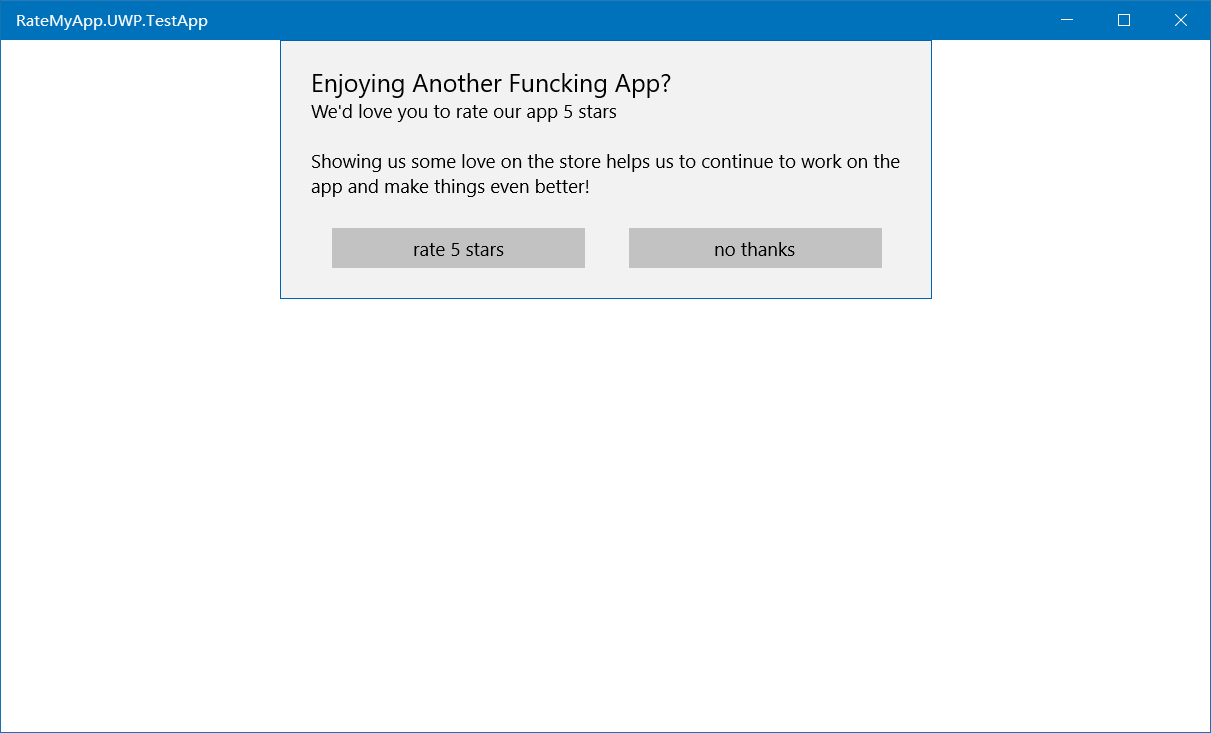 RateMyApp.UWP.TestApp
Enjoying Another Funcking App?
We'd love you to rate our app 5 stars
Showing us some love on the store helps us to continue to work on the
app and make things even better!
rate 5 stars
no thanks